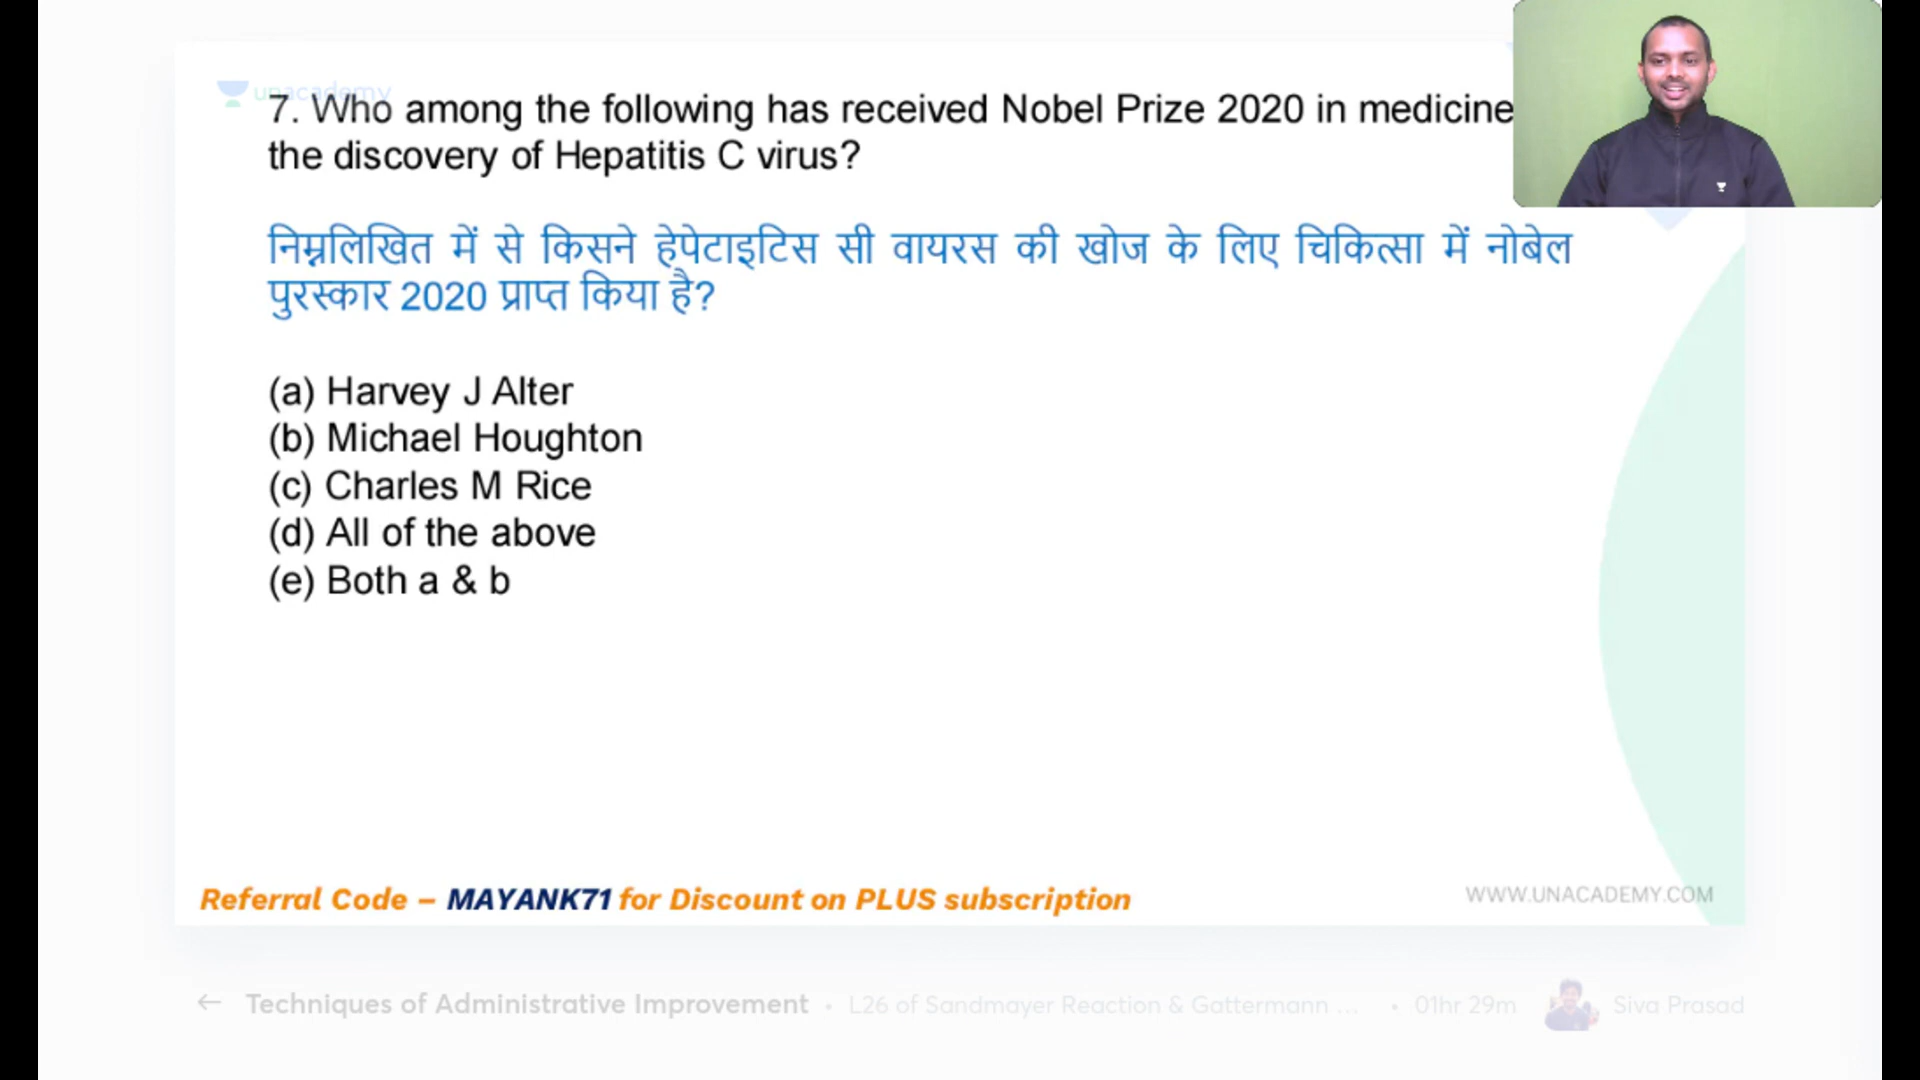 unacademy
7. Who among the following has received Nobel Prize 2020 in medicine
the discovery of Hepatitis C virus?
निम्नलिखित में से किसने हेपेटाइटिस सी वायरस की खोज के लिए चिकित्सा में नोबेल
पुरस्कार 2020 प्राप्त किया है?
(a) Harvey J Alter
(b) Michael Houghton
(c) Charles M Rice
(d) All of the above
(e) Both a & b
Referral Code – MAYANK71 for Discount on PLUS subscription
WWW.UNACADEMY.COM
← Techniques of Administrative Improvement • L26 of Sandmayer Reaction & Gattermann ... • 01hr 29m Siva Prasad